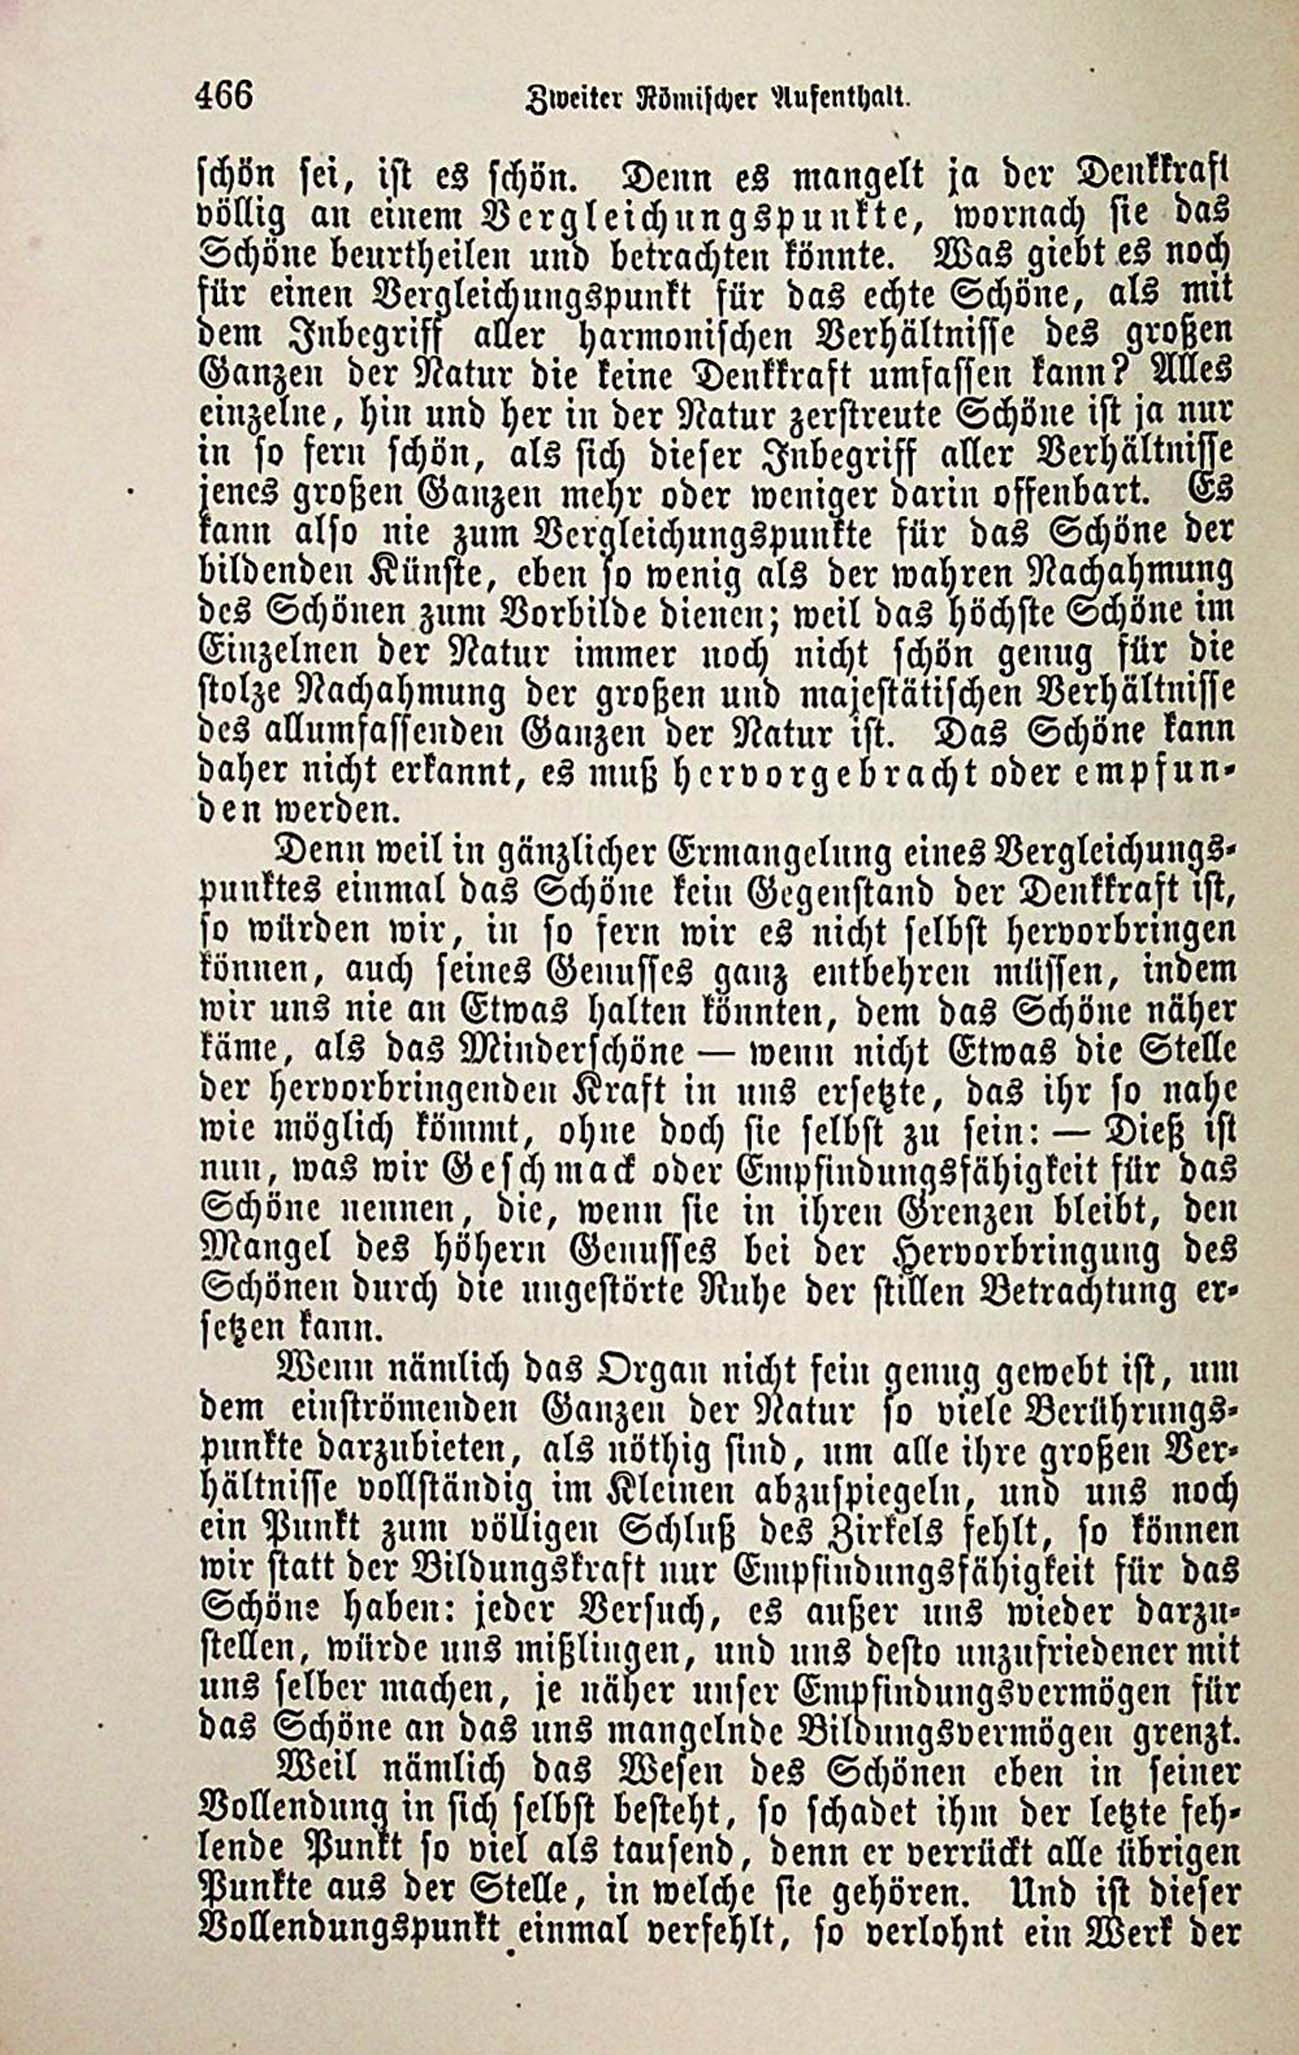 466 Zweiter Römischer Aufenthalt.
schön sei, ist es schön. Denn es mangelt ja der Denkkraft
völlig an einem Vergleichungspunkte, wornach sie das
Schöne beurtheilen und betrachten könnte. Was giebt es noch
für einen Vergleichungspunkt für das echte Schöne, als mit
dem Inbegriff aller harmonischen Verhältnisse des großen
Ganzen der Natur die keine Denkkraft umfassen kann? Alles
einzelne, hin und her in der Natur zerstreute Schöne ist ja nur
in so fern schön, als sich dieser Inbegriff aller Verhältnisse
jenes großen Ganzen mehr oder weniger darin offenbart. Es
kann also nie zum Vergleichungspunkte für das Schöne der
bildenden Künste, eben so wenig als der wahren Nachahmung
des Schönen zum Vorbilde dienen; weil das höchste Schöne im
Einzelnen der Natur immer noch nicht schön genug für die
stolze Nachahmung der großen und majestätischen Verhältnisse
des allumfassenden Ganzen der Natur ist. Das Schöne kann
daher nicht erkannt, es muß hervorgebracht oder empfun-
den werden.
Denn weil in gänzlicher Ermangelung eines Vergleichungs-
punktes einmal das Schöne kein Gegenstand der Denkkraft ist,
so würden wir, in so fern wir es nicht selbst hervorbringen
können, auch seines Genusses ganz entbehren müssen, indem
wir uns nie an Etwas halten könnten, dem das Schöne näher
käme, als das Minderschöne — wenn nicht Etwas die Stelle
der hervorbringenden Kraft in uns ersetzte, das ihr so nahe
wie möglich kömmt, ohne doch sie selbst zu sein: — Dieß ist
nun, was wir Geschmack oder Empfindungsfähigkeit für das
Schöne nennen, die, wenn sie in ihren Grenzen bleibt, den
Mangel des höhern Genusses bei der Hervorbringung des
Schönen durch die ungestörte Ruhe der stillen Betrachtung er-
setzen kann.
Wenn nämlich das Organ nicht fein genug gewebt ist, um
dem einströmenden Ganzen der Natur so viele Berührungs-
punkte darzubieten, als nöthig sind, um alle ihre großen Ver-
hältnisse vollständig im Kleinen abzuspiegeln, und uns noch
ein Punkt zum völligen Schluß des Zirkels fehlt, so können
wir statt der Bildungskraft nur Empfindungsfähigkeit für das
Schöne haben: jeder Versuch, es außer uns wieder darzu-
stellen, würde uns mißlingen, und uns desto unzufriedener mit
uns selber machen, je näher unser Empfindungsvermögen für
das Schöne an das uns mangelnde Bildungsvermögen grenzt.
Weil nämlich das Wesen des Schönen eben in seiner
Vollendung in sich selbst besteht, so schadet ihm der letzte feh-
lende Punkt so viel als tausend, denn er verrückt alle übrigen
Punkte aus der Stelle, in welche sie gehören. Und ist dieser
Vollendungspunkt einmal verfehlt, so verlohnt ein Werk der